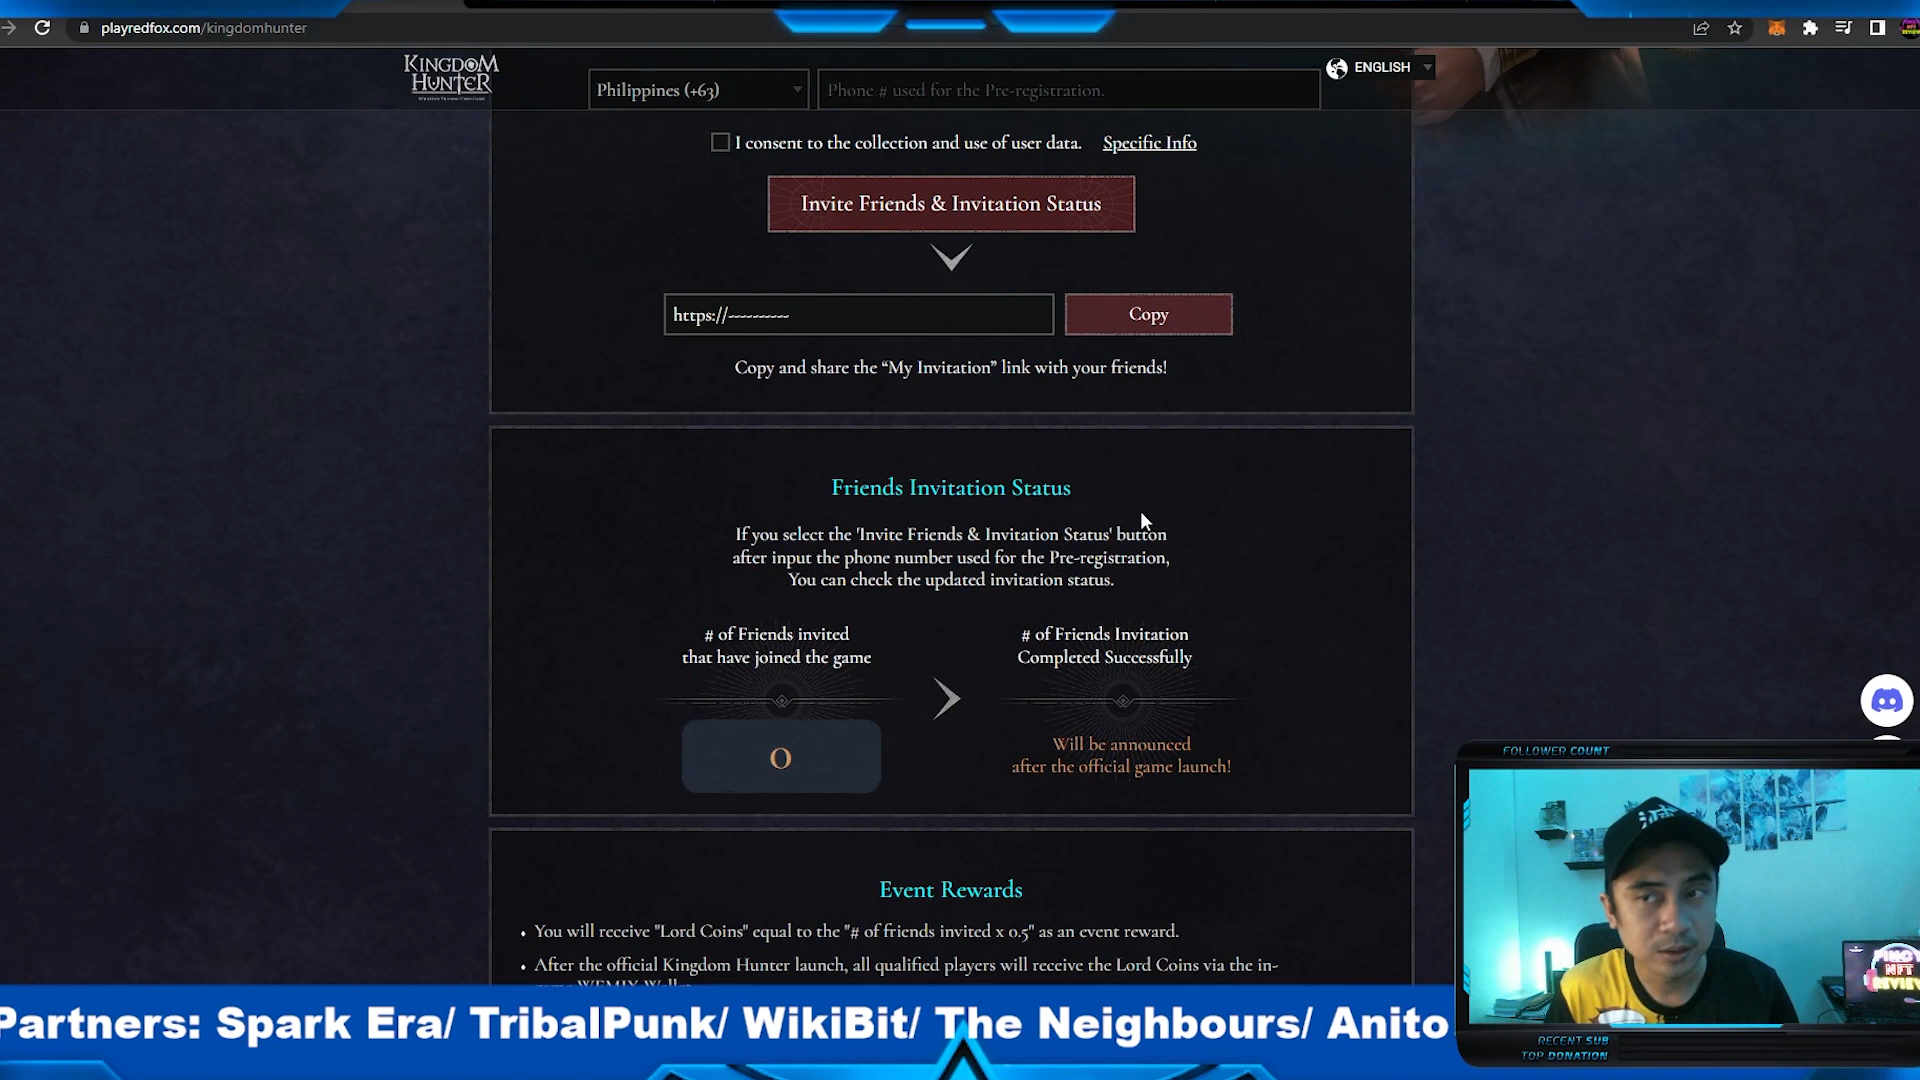 playredfox.com/kingdomhunter
KINGDOM
HUNTER
Philippines (+63)
Phone # used for the Pre-registration.
ENGLISH
I consent to the collection and use of user data. Specific Info
Invite Friends & Invitation Status
https://----------
Copy
Copy and share the “My Invitation” link with your friends!
Friends Invitation Status
If you select the 'Invite Friends & Invitation Status' button
after input the phone number used for the Pre-registration,
You can check the updated invitation status.
# of Friends invited
that have joined the game
# of Friends Invitation
Completed Successfully
0
Will be announced
after the official game launch!
Event Rewards
• You will receive "Lord Coins" equal to the "# of friends invited x 0.5" as an event reward.
• After the official Kingdom Hunter launch, all qualified players will receive the Lord Coins via the in-
Partners: Spark Era/ TribalPunk/ WikiBit/ The Neighbours/ Anito
FOLLOWER COUNT
NFT
REVIEW
RECENT SUB
TOP DONATION